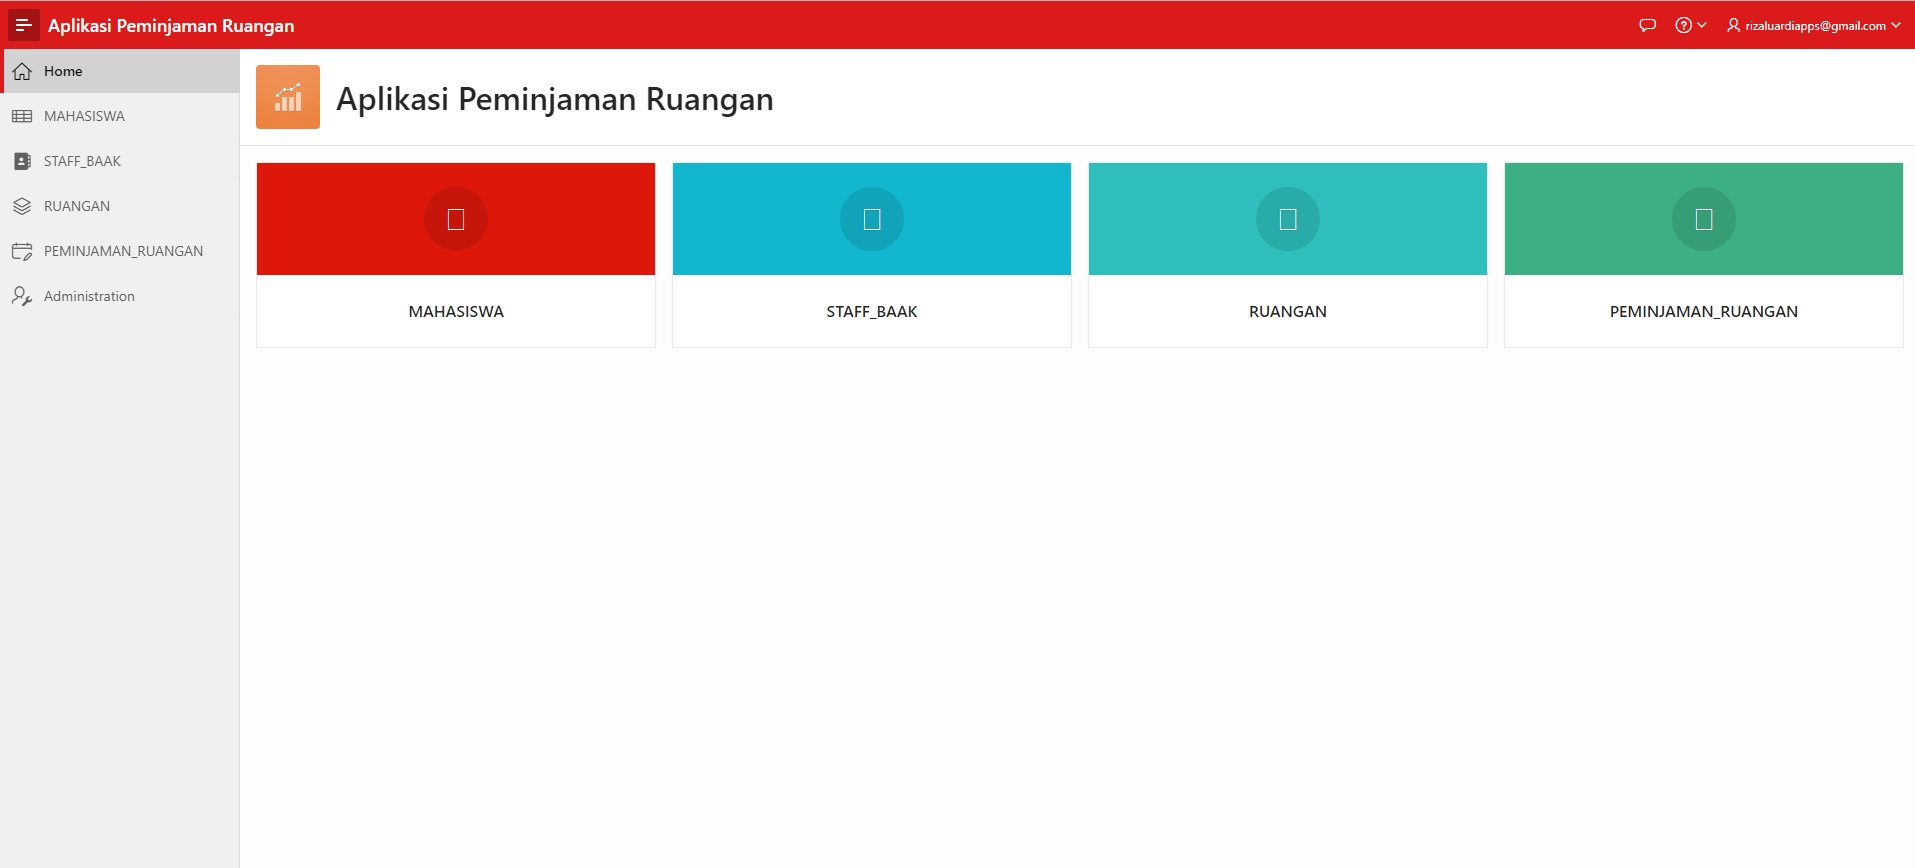 Aplikasi Peminjaman Ruangan
rizaluardiapps@gmail.com
Home
MAHASISWA
STAFF_BAAK
RUANGAN
PEMINJAMAN_RUANGAN
Administration
Aplikasi Peminjaman Ruangan
MAHASISWA
STAFF_BAAK
RUANGAN
PEMINJAMAN_RUANGAN